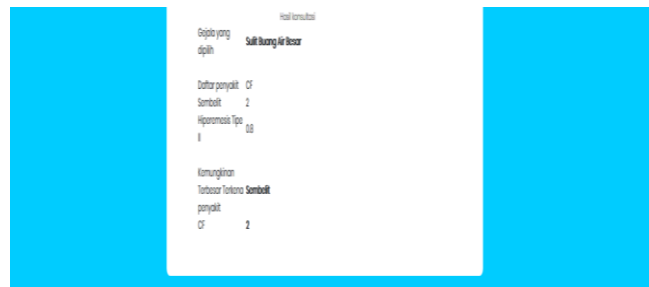 Hasil konsultasi
Gejala yang
dipilih
Sulit Buang Air Besar
Daftar penyakit CF
Sembelit 2
Hiperemesis Tipe
II
0.8
Kemungkinan
Terbesar Terkena Sembelit
penyakit
CF 2